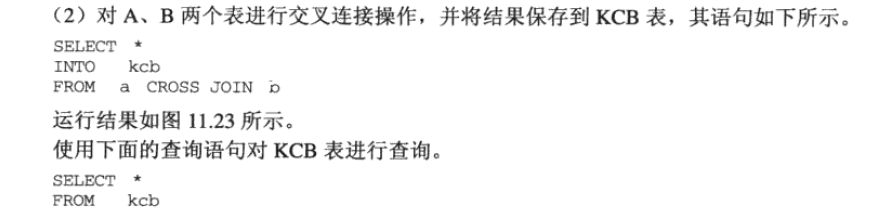 （2）对 A、B 两个表进行交叉连接操作，并将结果保存到 KCB 表，其语句如下所示。
SELECT *
INTO kcb
FROM a CROSS JOIN b
运行结果如图 11.23 所示。
使用下面的查询语句对 KCB 表进行查询。
SELECT *
FROM kcb